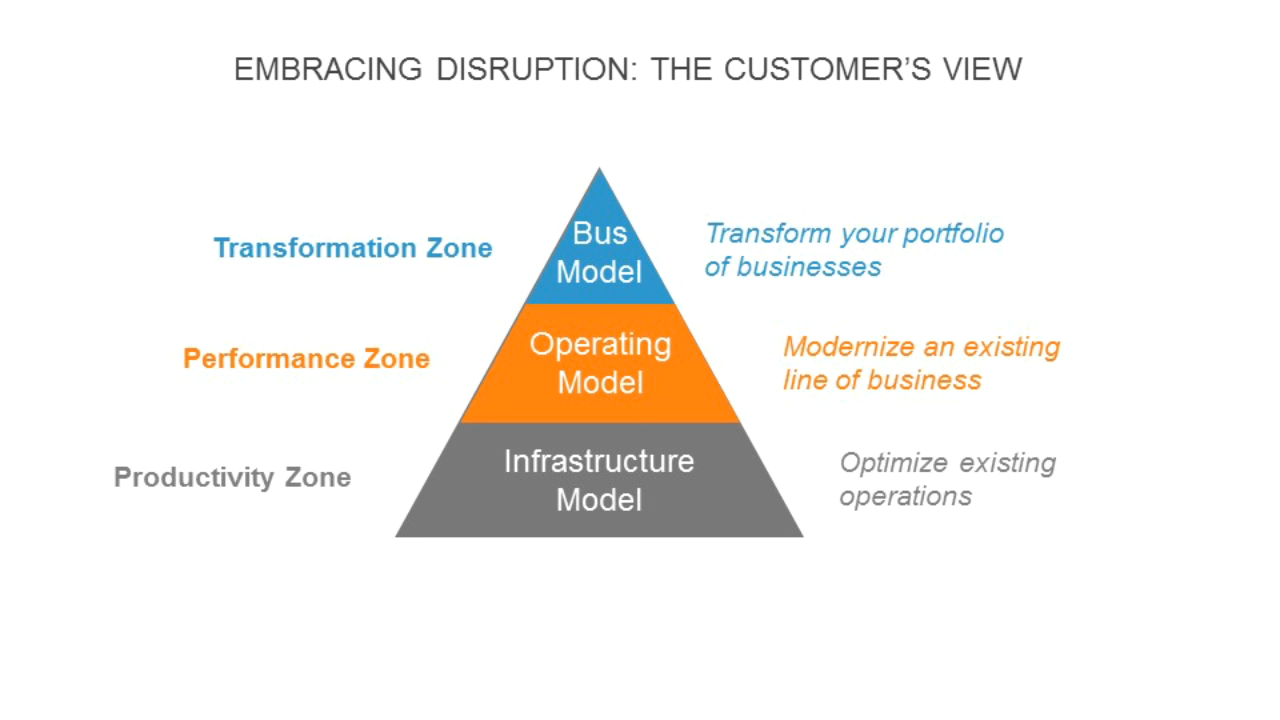 EMBRACING DISRUPTION: THE CUSTOMER’S VIEW
Transformation Zone
Bus
Model
Transform your portfolio
of businesses
Performance Zone
Operating
Model
Modernize an existing
line of business
Productivity Zone
Infrastructure
Model
Optimize existing
operations